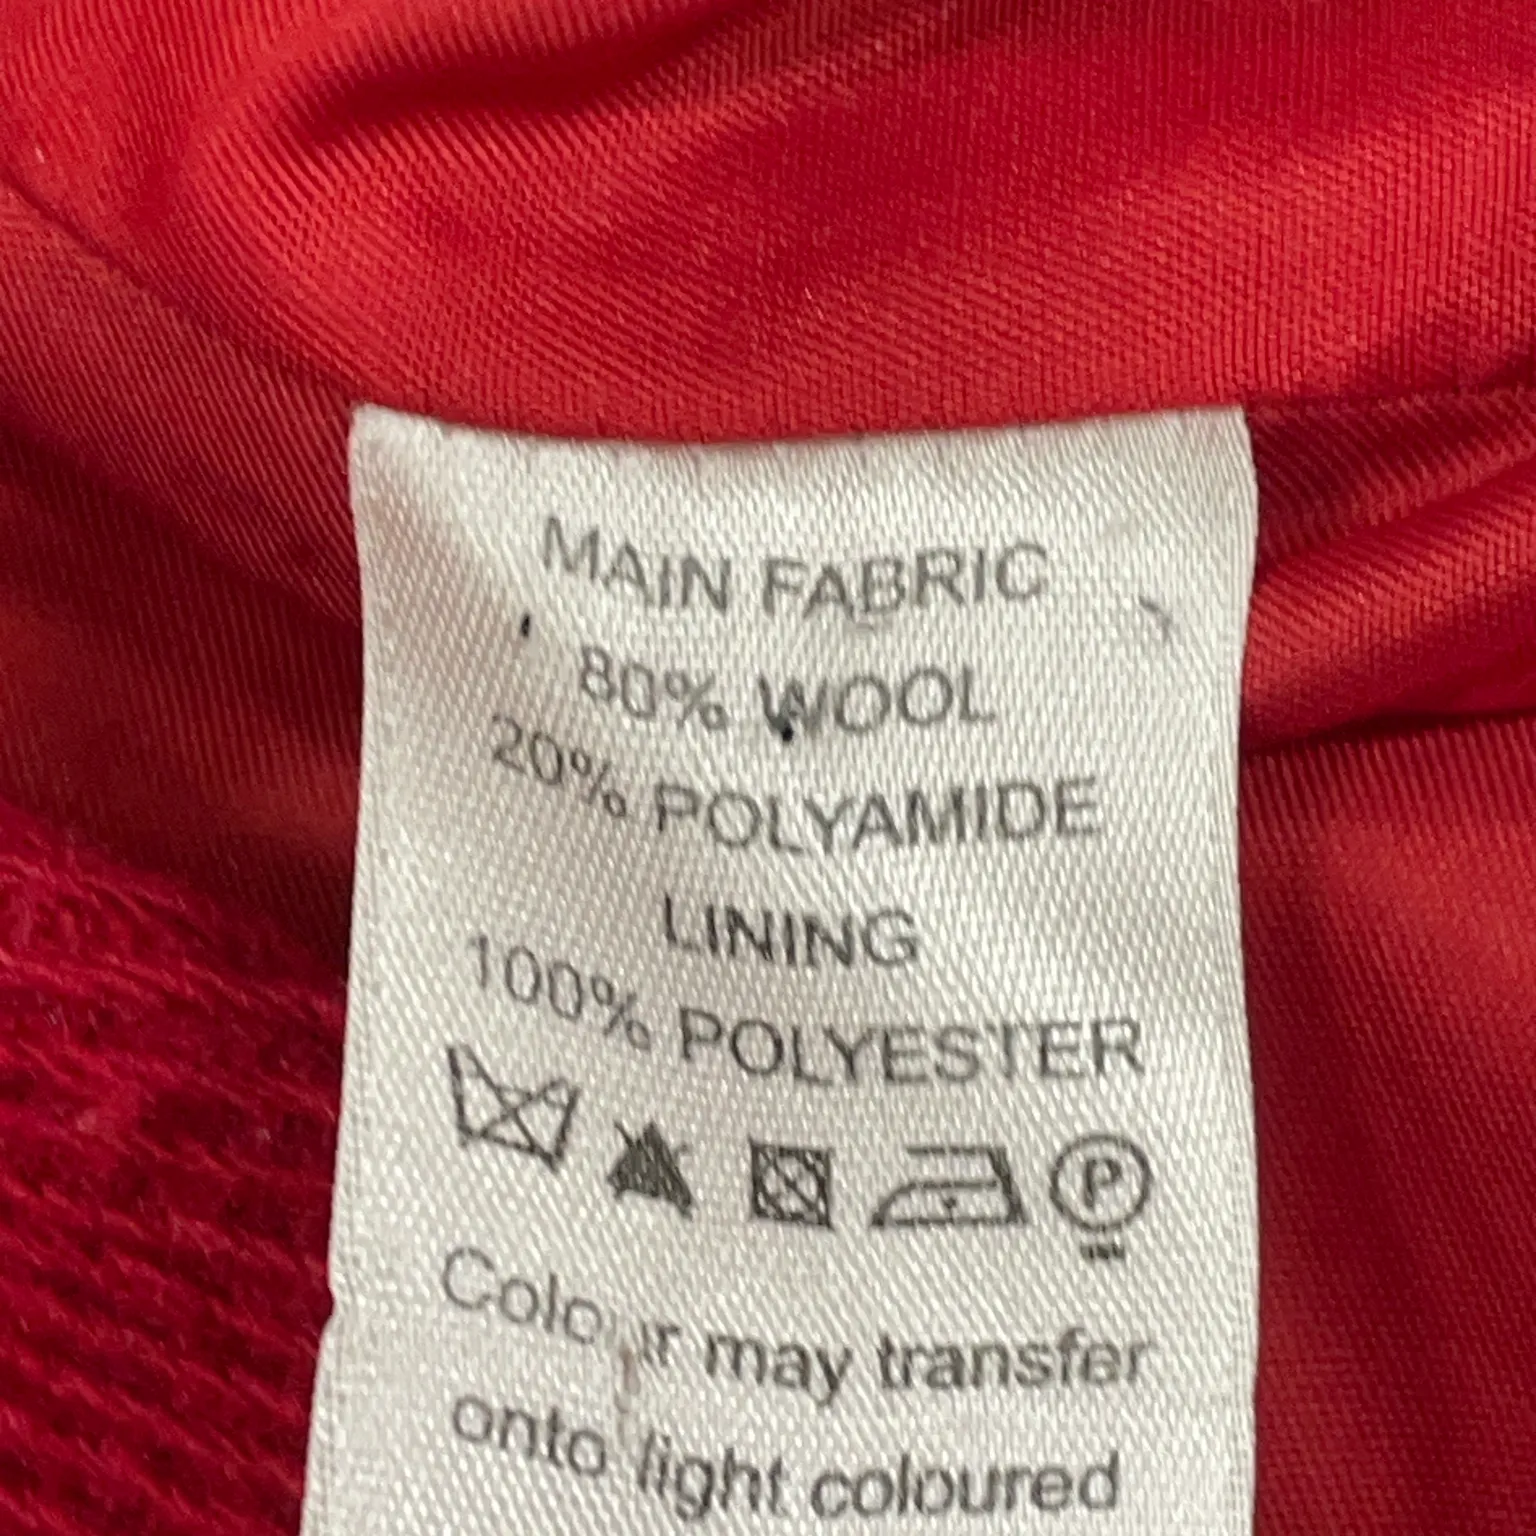 MAIN FABRIC
80% WOOL
20% POLYAMIDE
LINING
100% POLYESTER
P
Colour may transfer
onto light coloured